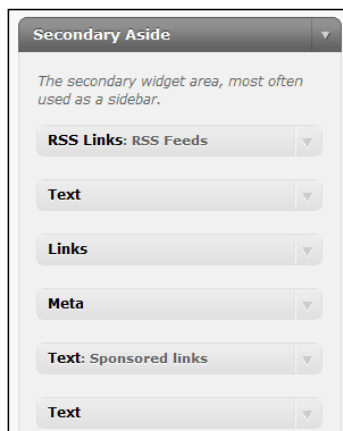 Secondary Aside
The secondary widget area, most often
used as a sidebar.
RSS Links: RSS Feeds
Text
Links
Meta
Text: Sponsored links
Text